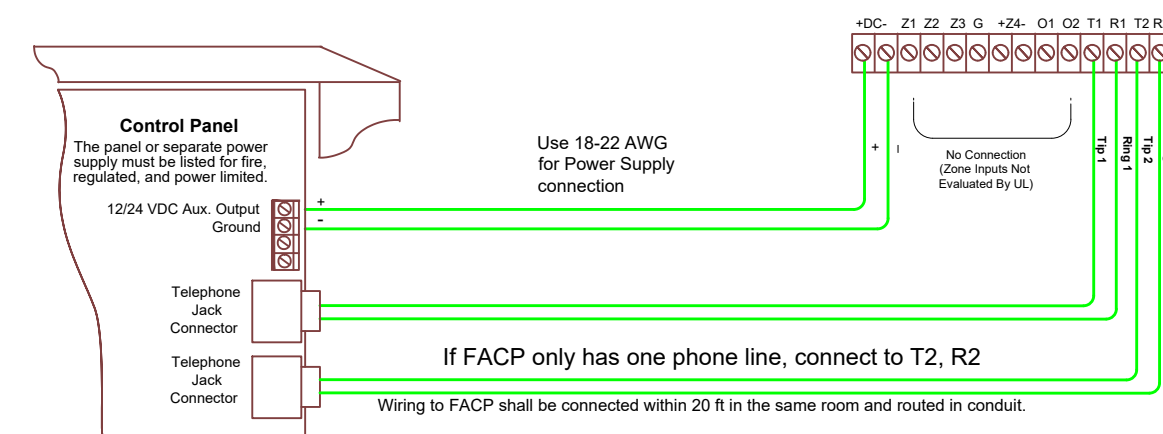 +DC- Z1 Z2 Z3 G +Z4- O1 O2 T1 R1 T2 R
Control Panel
The panel or separate power
supply must be listed for fire,
regulated, and power limited.
12/24 VDC Aux. Output
Ground
+
-
Use 18-22 AWG
for Power Supply
connection
+
No Connection
(Zone Inputs Not
Evaluated By UL)
Tip 1
Ring 1
Tip 2
Telephone
Jack
Connector
If FACP only has one phone line, connect to T2, R2
Telephone
Jack
Connector
Wiring to FACP shall be connected within 20 ft in the same room and routed in conduit.